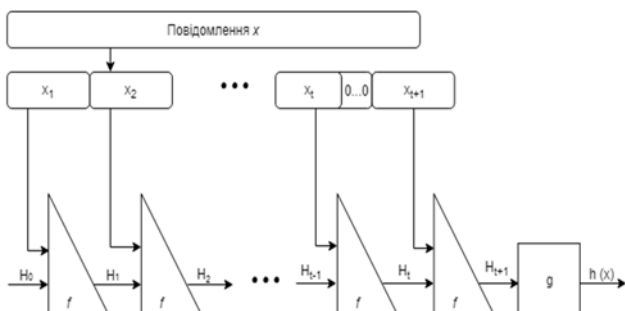 Повідомлення x
x₁ x₂ ••• xₜ 0...0 xₜ₊₁
H₀ H₁ H₂ ••• Hₜ₋₁ Hₜ Hₜ₊₁ g h (x)
f f f f